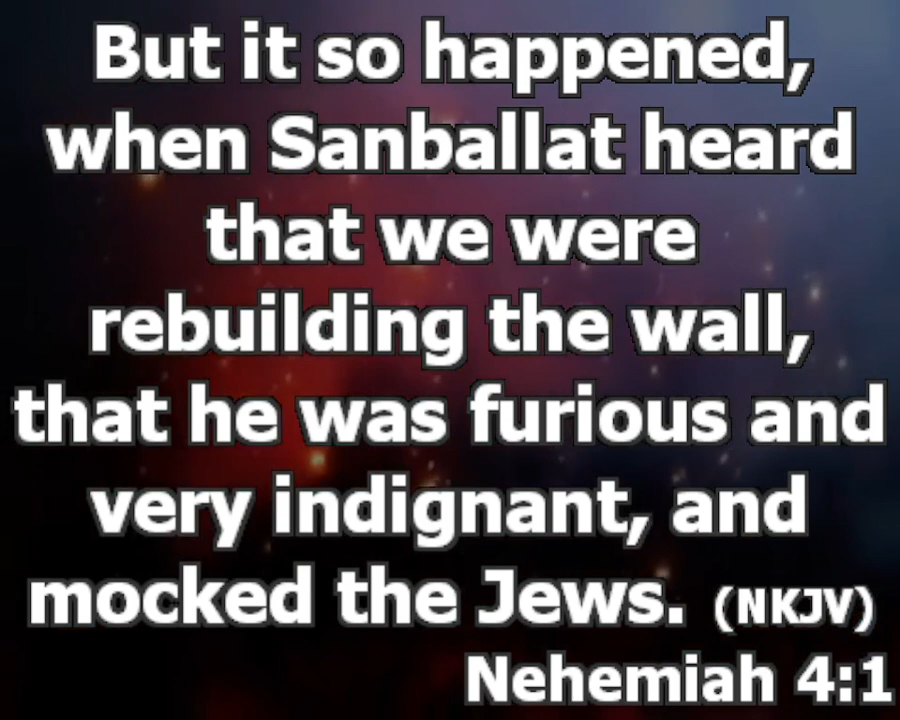 But it so happened,
when Sanballat heard
that we were
rebuilding the wall,
that he was furious and
very indignant, and
mocked the Jews. (NKJV)
Nehemiah 4:1